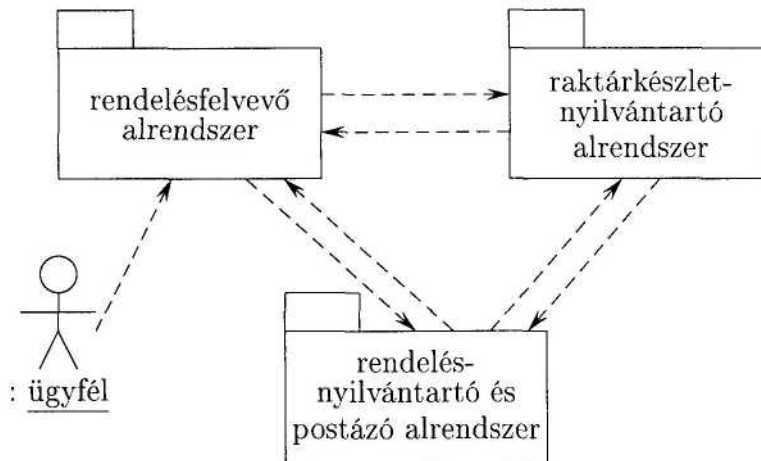 rendelésfelvevő
alrendszer
raktárkészlet-
nyilvántartó
alrendszer
: ügyfél
rendelés-
nyilvántartó és
postázó alrendszer